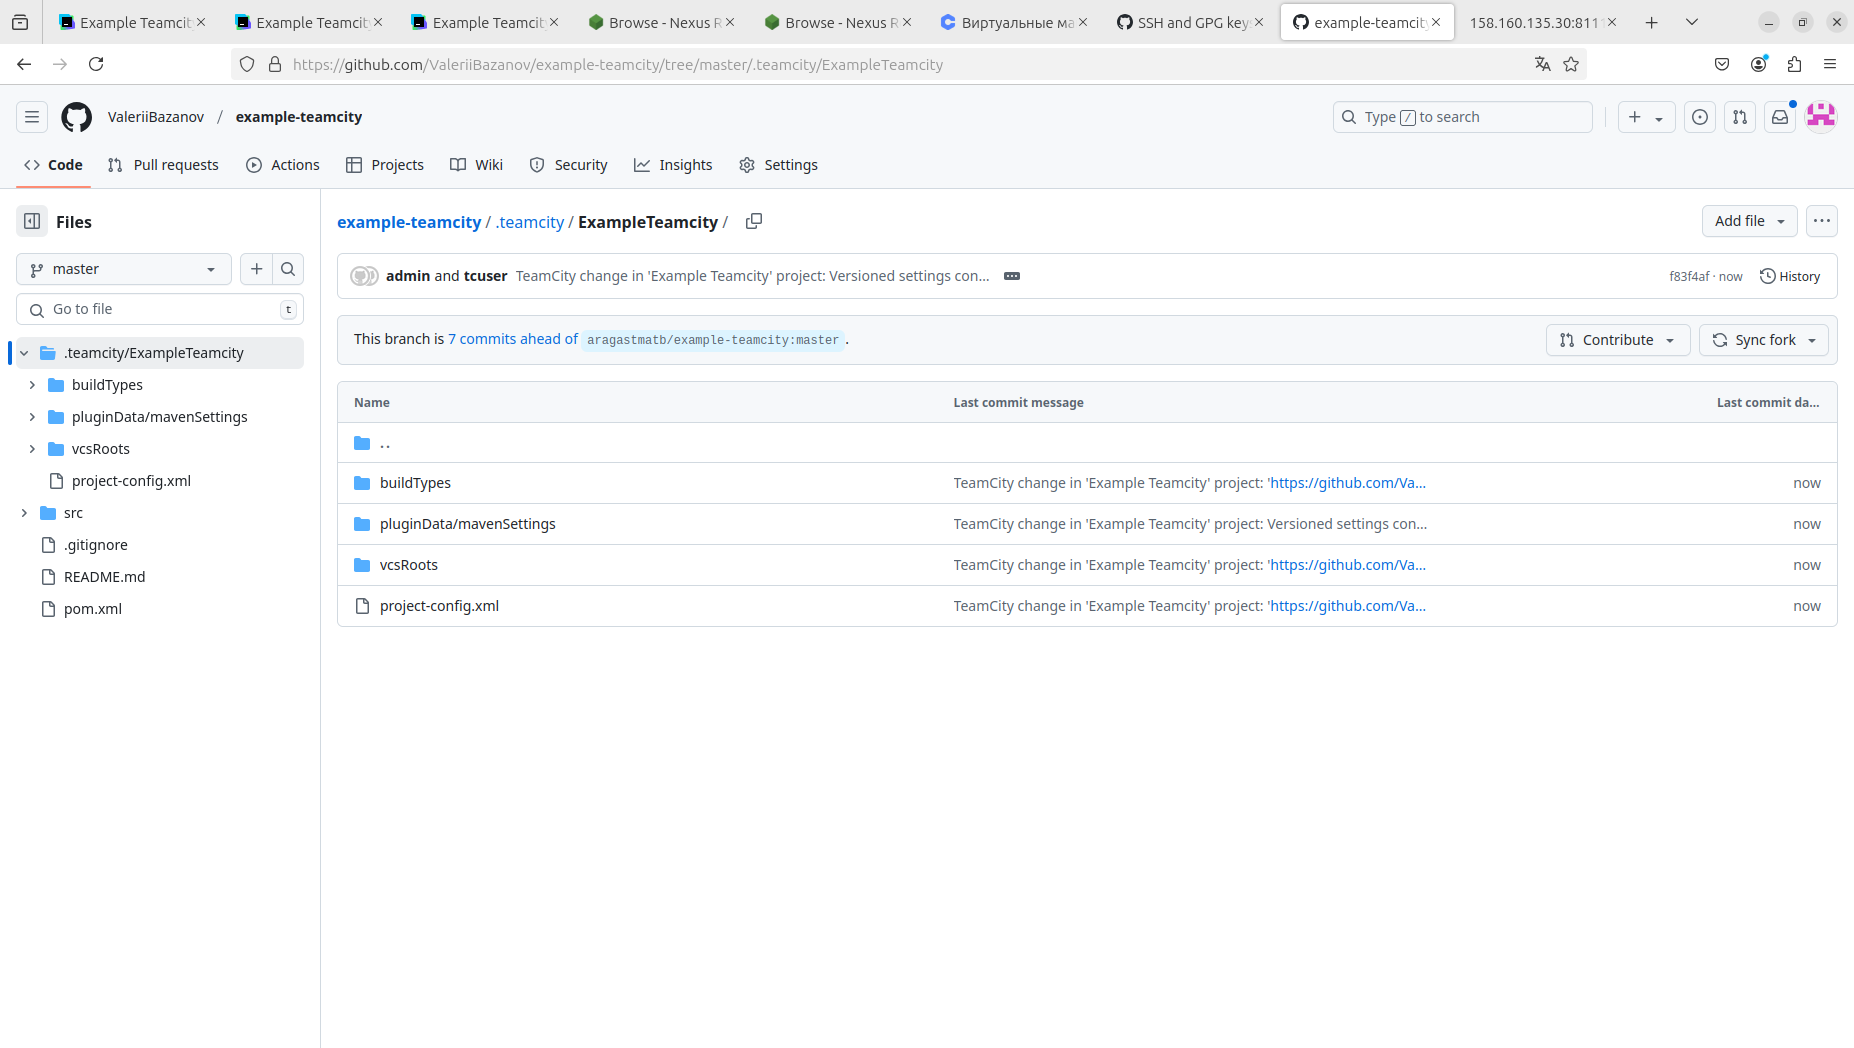 Example Teamcity
Example Teamcity
Example Teamcit
Browse - Nexus R
Browse - Nexus R
Виртуальные ма
SSH and GPG key
example-teamcity
158.160.135.30:811
https://github.com/ValeriiBazanov/example-teamcity/tree/master/.teamcity/ExampleTeamcity
ValeriiBazanov / example-teamcity
Type / to search
Code
Pull requests
Actions
Projects
Wiki
Security
Insights
Settings
Files
master
Go to file
t
.teamcity/ExampleTeamcity
buildTypes
pluginData/mavenSettings
vcsRoots
project-config.xml
src
.gitignore
README.md
pom.xml
example-teamcity / .teamcity / ExampleTeamcity /
Add file
admin and tcuser TeamCity change in 'Example Teamcity' project: Versioned settings con...
f83f4af · now
History
This branch is 7 commits ahead of aragastmatb/example-teamcity:master.
Contribute
Sync fork
Name
Last commit message
Last commit da...
..
buildTypes
TeamCity change in 'Example Teamcity' project: 'https://github.com/Va...
now
pluginData/mavenSettings
TeamCity change in 'Example Teamcity' project: Versioned settings con...
now
vcsRoots
TeamCity change in 'Example Teamcity' project: 'https://github.com/Va...
now
project-config.xml
TeamCity change in 'Example Teamcity' project: 'https://github.com/Va...
now